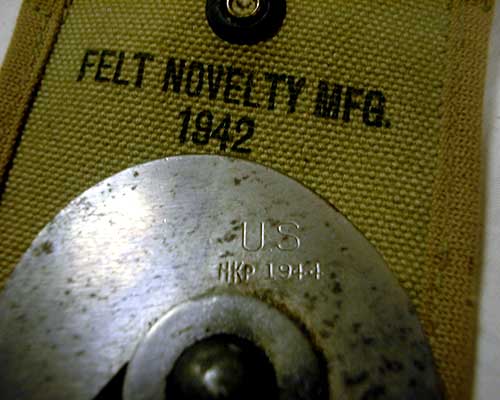 FELT NOVELTY MFG.
1942
U.S
HKP 1944